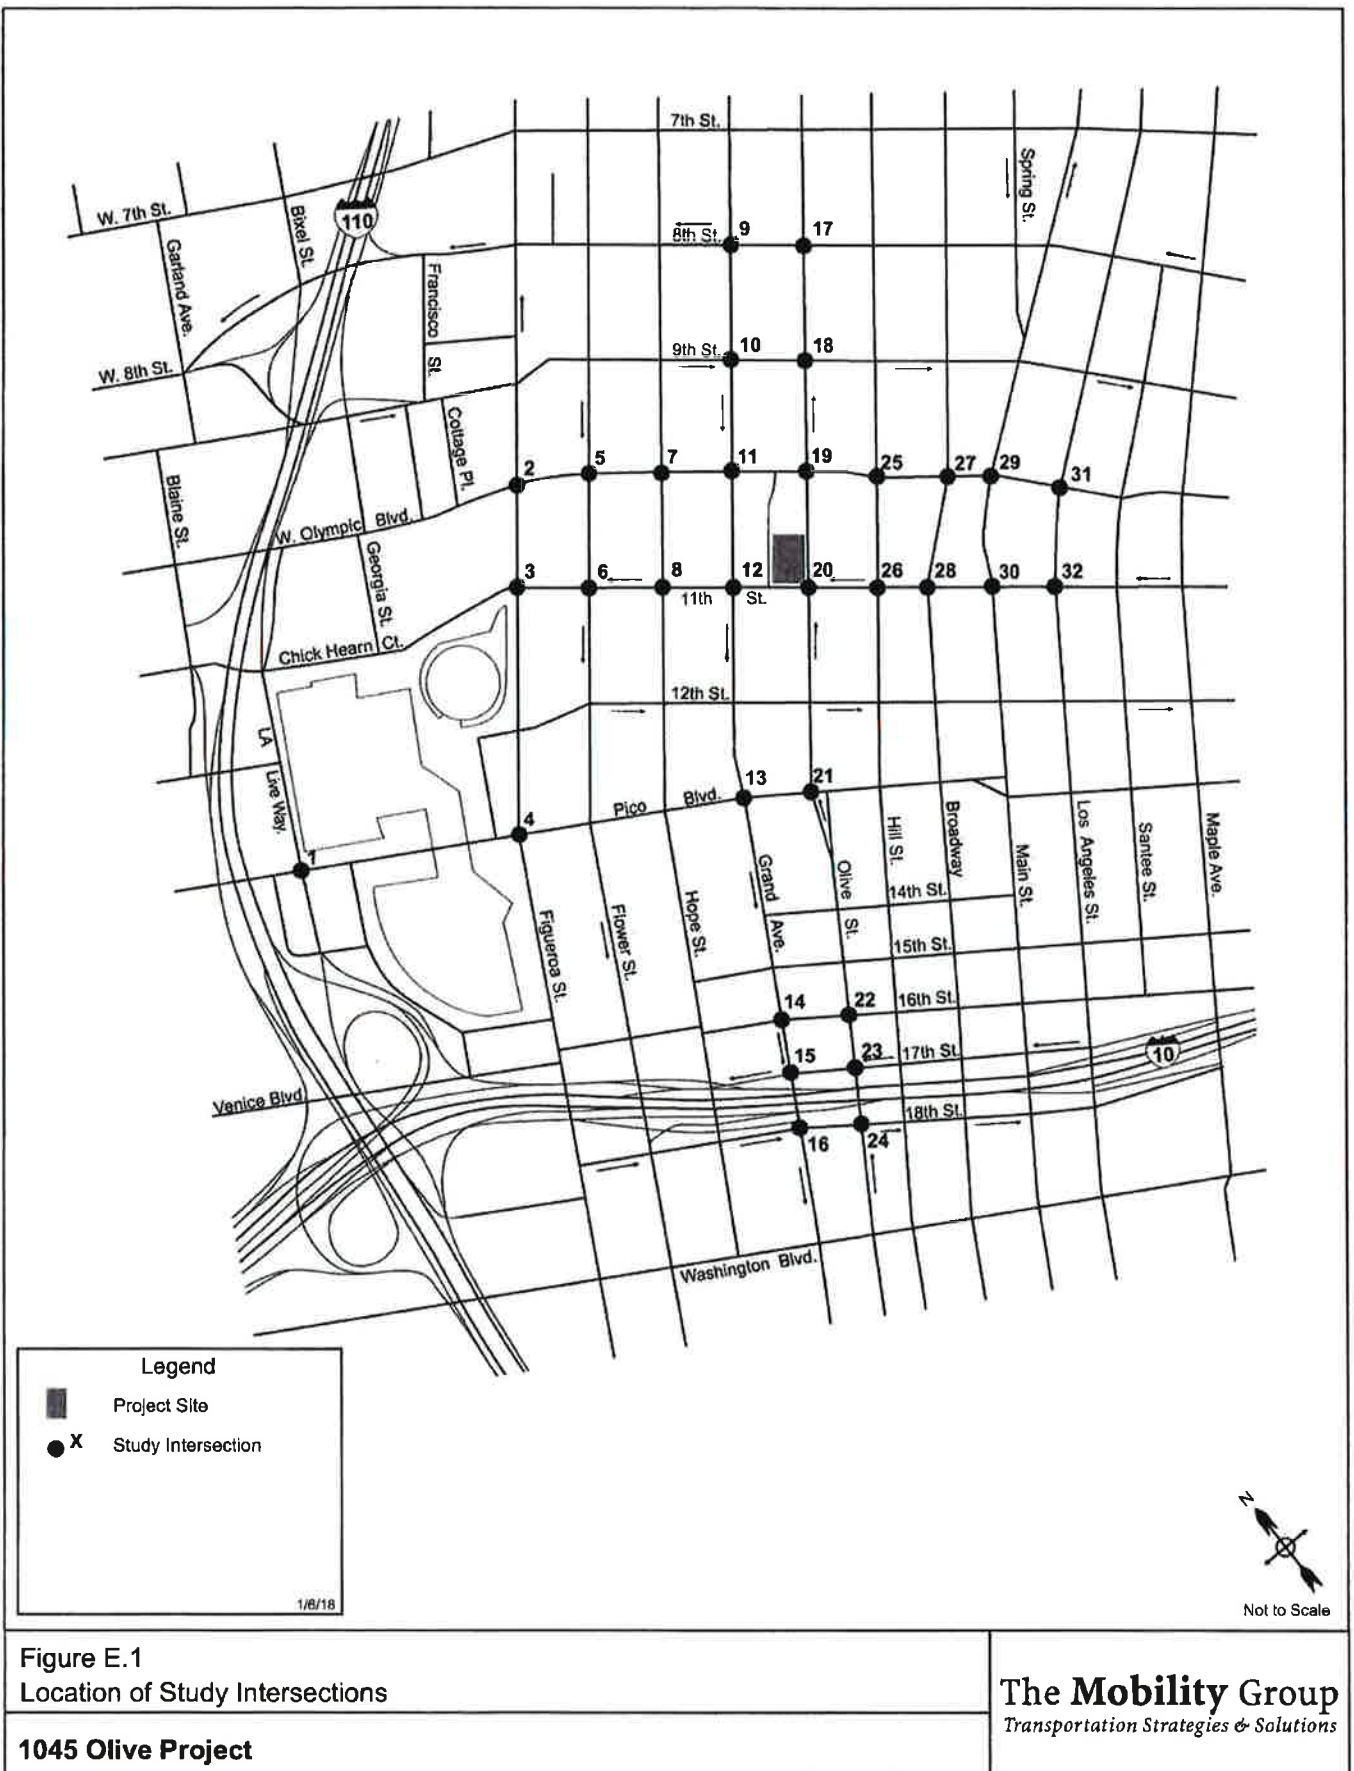 7th St.
Spring St.
W. 7th St.
110
Bixel St.
Garland Ave.
8th St.
9
17
Francisco St.
W. 8th St.
9th St.
10
18
Cottage Pl.
2
5
7
11
19
25
27
29
31
Blaine St.
W. Olympic Blvd.
Georgia St.
3
6
8
12
20
26
28
30
32
11th St.
Chick Hearn Ct.
12th St.
LA Live Way.
13
21
Pico Blvd.
4
1
Grand Ave.
Olive St.
Hill St.
Broadway
Main St.
Los Angeles St.
Santee St.
Maple Ave.
14th St.
Figueroa St.
Flower St.
Hope St.
15th St.
14
22
16th St.
15
23
17th St.
10
Venice Blvd.
18th St.
16
24
Washington Blvd.
Legend
Project Site
X Study Intersection
1/6/18
N
Not to Scale
Figure E.1
Location of Study Intersections
1045 Olive Project
The Mobility Group
Transportation Strategies & Solutions